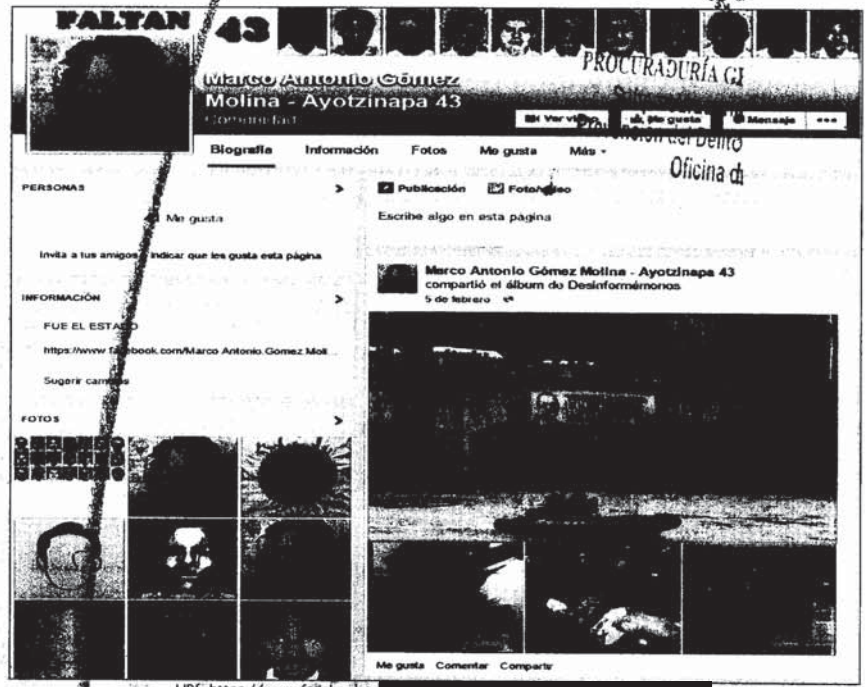 FALTAN 43
Marco Antonio Gómez
Molina - Ayotzinapa 43
Comunidad
PROCURADURÍA
Ver video Me gusta Mensaje
del Delito
Oficina
Biografía Información Fotos Me gusta Más
PERSONAS
Me gusta
Invita a tus amigos indicar que les gusta esta página
INFORMACIÓN
FUE EL ESTADO
https://www.facebook.com/Marco.Antonio.Gomez.Moli...
Sugerir cambios
FOTOS
Publicación Foto/video
Escribe algo en esta página
Marco Antonio Gómez Molina - Ayotzinapa 43
compartió el álbum de Desinformémonos
5 de febrero
Me gusta Comentar Compartir